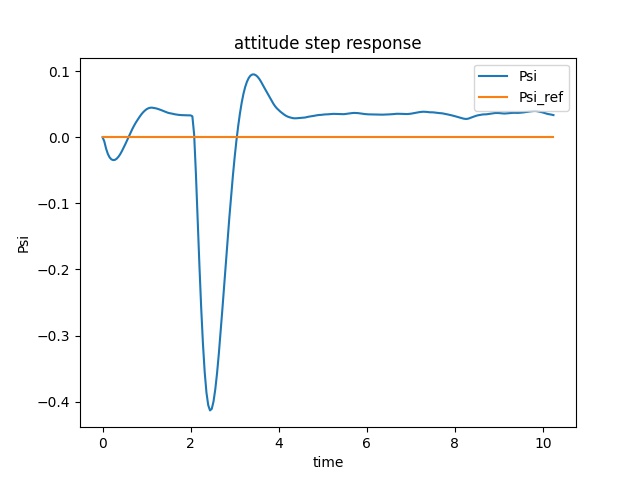 attitude step response
Psi
Psi_ref
0.1
0.0
−0.1
−0.2
−0.3
−0.4
Psi
0 2 4 6 8 10
time